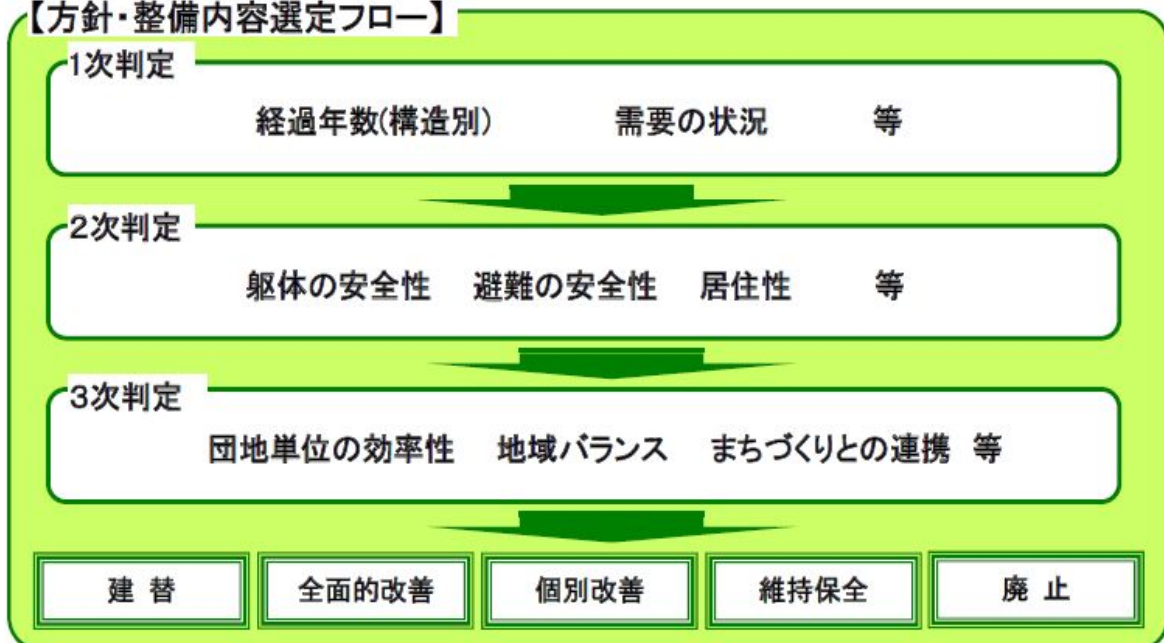 【方針・整備内容選定フロー】
1次判定
経過年数(構造別) 需要の状況 等
2次判定
躯体の安全性 避難の安全性 居住性 等
3次判定
団地単位の効率性 地域バランス まちづくりとの連携 等
建 替 全面的改善 個別改善 維持保全 廃 止